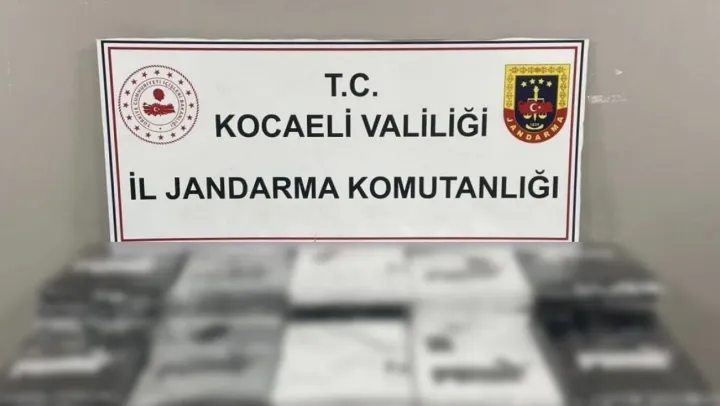 T.C.
KOCAELİ VALİLİĞİ
İL JANDARMA KOMUTANLIĞI
JANDARMA